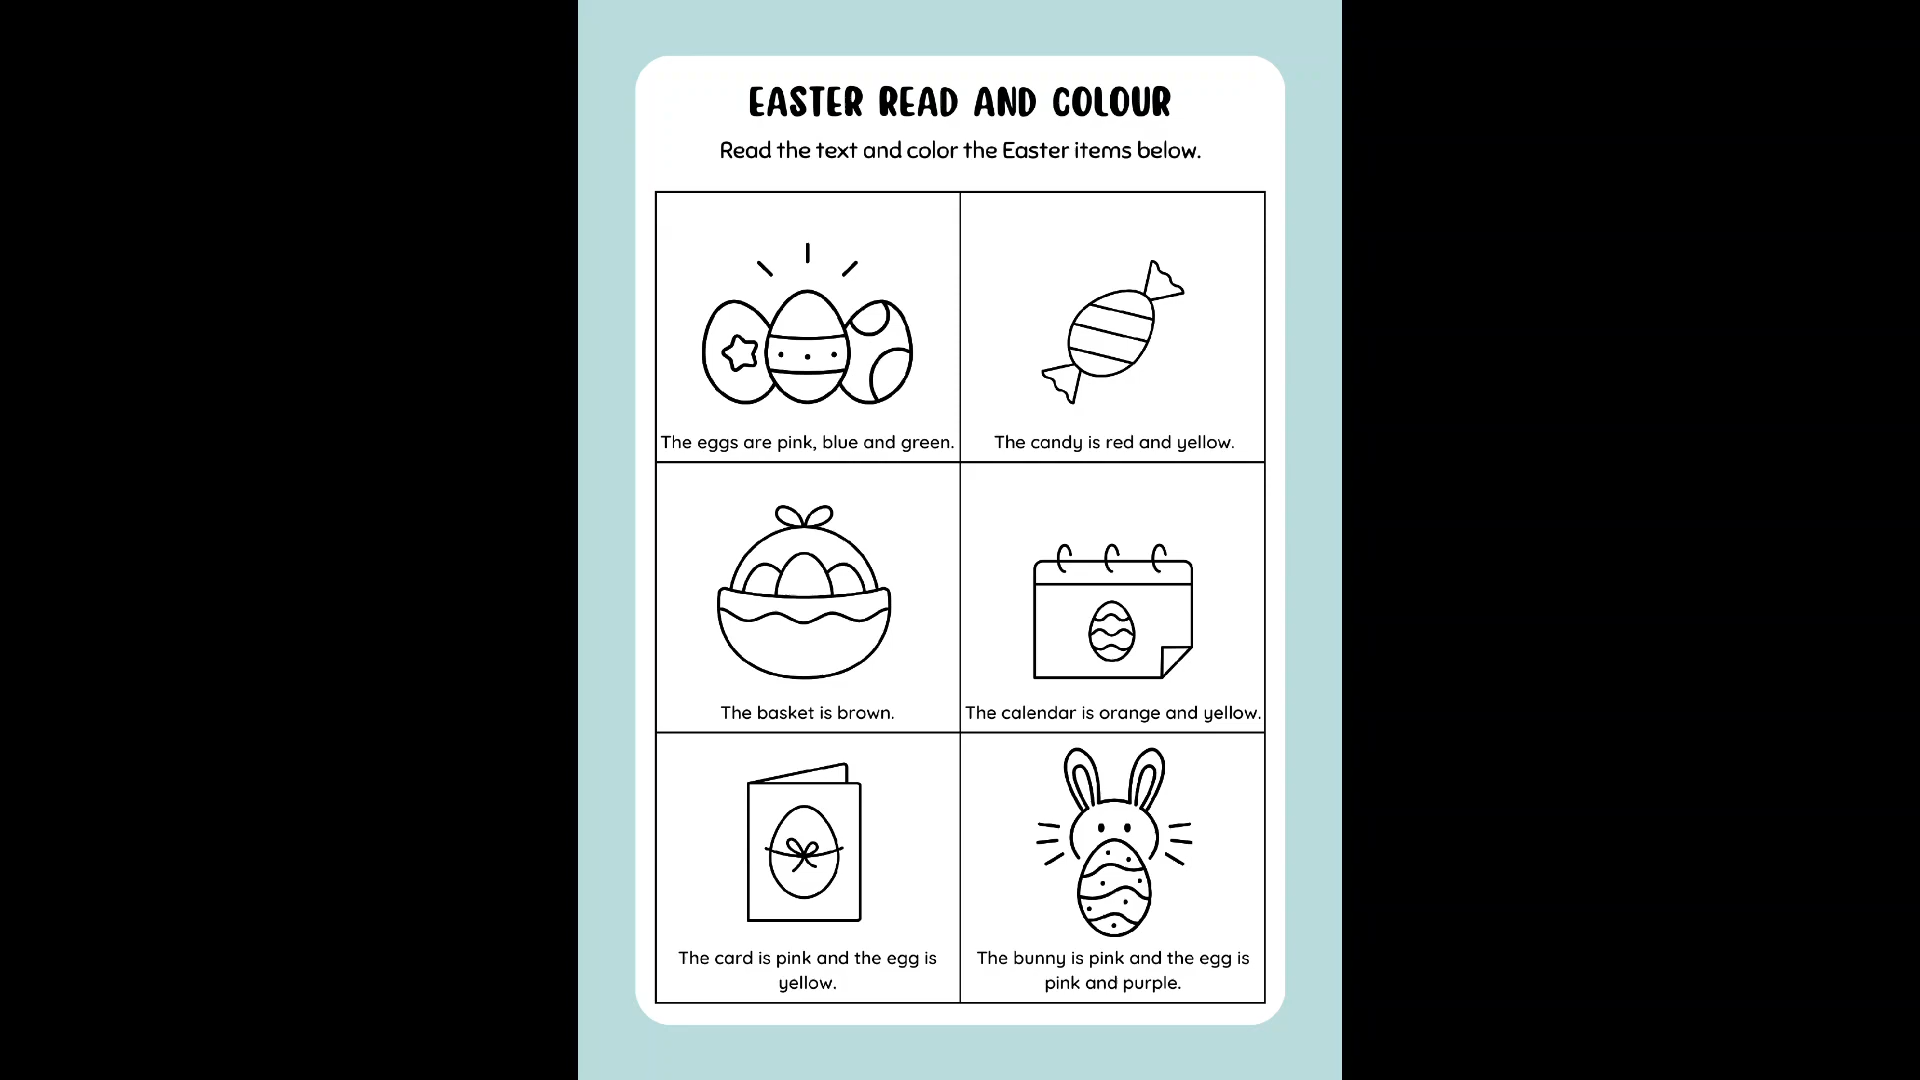 EASTER READ AND COLOUR
Read the text and color the Easter items below.
The eggs are pink, blue and green.
The candy is red and yellow.
The basket is brown.
The calendar is orange and yellow.
The card is pink and the egg is
yellow.
The bunny is pink and the egg is
pink and purple.